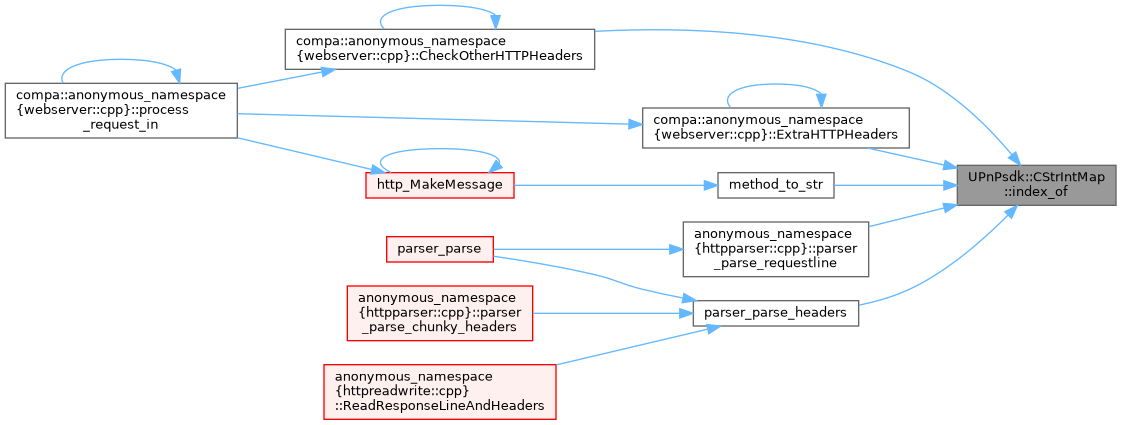 compa::anonymous_namespace
{webserver::cpp}::CheckOtherHTTPHeaders
compa::anonymous_namespace
{webserver::cpp}::process
_request_in
compa::anonymous_namespace
{webserver::cpp}::ExtraHTTPHeaders
UPnPsdk::CStrIntMap
::index_of
http_MakeMessage
method_to_str
anonymous_namespace
{httpparser::cpp}::parser
_parse_requestline
parser_parse
anonymous_namespace
{httpparser::cpp}::parser
_parse_chunky_headers
parser_parse_headers
anonymous_namespace
{httpreadwrite::cpp}
::ReadResponseLineAndHeaders